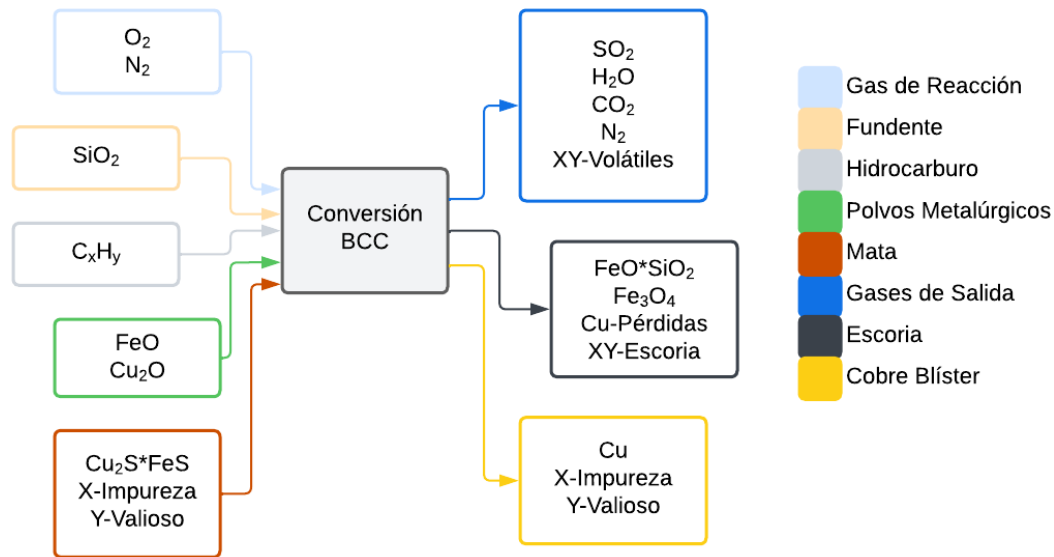 O₂
N₂
SiO₂
CₓHᵧ
FeO
Cu₂O
Cu₂S*FeS
X-Impureza
Y-Valioso
Conversión
BCC
SO₂
H₂O
CO₂
N₂
XY-Volátiles
FeO*SiO₂
Fe₃O₄
Cu-Pérdidas
XY-Escoria
Cu
X-Impureza
Y-Valioso
Gas de Reacción
Fundente
Hidrocarburo
Polvos Metalúrgicos
Mata
Gases de Salida
Escoria
Cobre Blíster